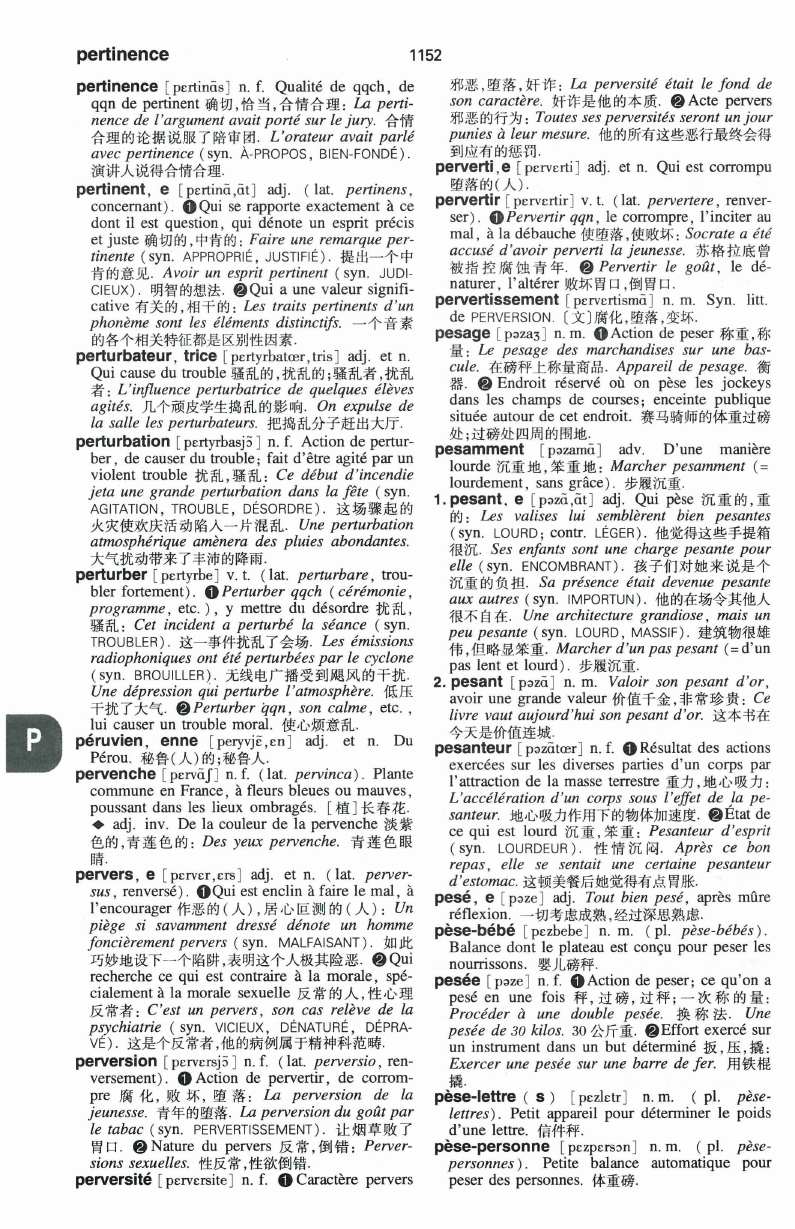 pertinence
1152
pertinence [pɛrtinɑ̃s] n. f. Qualité de qqch, de
qqn de pertinent 确切,恰当,合情合理: La perti-
nence de l'argument avait porté sur le jury. 合情
合理的论据说服了陪审团. L'orateur avait parlé
avec pertinence (syn. À-PROPOS, BIEN-FONDÉ).
演讲人说得合情合理.
pertinent, e [pɛrtinɑ̃,ɑ̃t] adj. (lat. pertinens,
concernant). ❶Qui se rapporte exactement à ce
dont il est question, qui dénote un esprit précis
et juste 确切的,中肯的: Faire une remarque per-
tinente (syn. APPROPRIÉ, JUSTIFIÉ). 提出一个中
肯的意见. Avoir un esprit pertinent (syn. JUDI-
CIEUX). 明智的想法. ❷Qui a une valeur signifi-
cative 有关的,相干的: Les traits pertinents d'un
phonème sont les éléments distinctifs. 一个音素
的各个相关特征都是区别性因素.
perturbateur, trice [pɛrtyrbatœr,tris] adj. et n.
Qui cause du trouble 骚乱的,扰乱的;骚乱者,扰乱
者: L'influence perturbatrice de quelques élèves
agités. 几个顽皮学生捣乱的影响. On expulse de
la salle les perturbateurs. 把捣乱分子赶出大厅.
perturbation [pɛrtyrbasjɔ̃] n. f. Action de pertur-
ber, de causer du trouble; fait d'être agité par un
violent trouble 扰乱,骚乱: Ce début d'incendie
jeta une grande perturbation dans la fête (syn.
AGITATION, TROUBLE, DÉSORDRE). 这场骤起的
火灾使欢庆活动陷入一片混乱. Une perturbation
atmosphérique amènera des pluies abondantes.
大气扰动带来了丰沛的降雨.
perturber [pɛrtyrbe] v. t. (lat. perturbare, trou-
bler fortement). ❶Perturber qqch (cérémonie,
programme, etc.), y mettre du désordre 扰乱,
骚乱: Cet incident a perturbé la séance (syn.
TROUBLER). 这一事件扰乱了会场. Les émissions
radiophoniques ont été perturbées par le cyclone
(syn. BROUILLER). 无线电广播受到飓风的干扰.
Une dépression qui perturbe l'atmosphère. 低压
干扰了大气. ❷Perturber qqn, son calme, etc.,
lui causer un trouble moral. 使心烦意乱.
péruvien, enne [peryvjɛ̃,ɛn] adj. et n. Du
Pérou. 秘鲁(人)的;秘鲁人.
pervenche [pɛrvɑ̃ʃ] n. f. (lat. pervinca). Plante
commune en France, à fleurs bleues ou mauves,
poussant dans les lieux ombragés. [植]长春花.
◆ adj. inv. De la couleur de la pervenche 淡紫
色的,青莲色的: Des yeux pervenche. 青莲色眼
睛.
pervers, e [pɛrvɛr,ɛrs] adj. et n. (lat. perver-
sus, renversé). ❶Qui est enclin à faire le mal, à
l'encourager 作恶的(人),居心叵测的(人): Un
piège si savamment dressé dénote un homme
foncièrement pervers (syn. MALFAISANT). 如此
巧妙地设下一个陷阱,表明这个人极其险恶. ❷Qui
recherche ce qui est contraire à la morale, spé-
cialement à la morale sexuelle 反常的人,性心理
反常者: C'est un pervers, son cas relève de la
psychiatrie (syn. VICIEUX, DÉNATURÉ, DÉPRA-
VÉ). 这是个反常者,他的病例属于精神科范畴.
perversion [pɛrvɛrsjɔ̃] n. f. (lat. perversio, ren-
versement). ❶Action de pervertir, de corrom-
pre 腐化,败坏,堕落: La perversion de la
jeunesse. 青年的堕落. La perversion du goût par
le tabac (syn. PERVERTISSEMENT). 让烟草败了
胃口. ❷Nature du pervers 反常,倒错: Perver-
sions sexuelles. 性反常,性欲倒错.
perversité [pɛrvɛrsite] n. f. ❶Caractère pervers
邪恶,堕落,奸诈: La perversité était le fond de
son caractère. 奸诈是他的本质. ❷Acte pervers
邪恶的行为: Toutes ses perversités seront un jour
punies à leur mesure. 他的所有这些恶行最终会得
到应有的惩罚.
perverti,e [pɛrvɛrti] adj. et n. Qui est corrompu
堕落的(人).
pervertir [pɛrvɛrtir] v. t. (lat. pervertere, renver-
ser). ❶Pervertir qqn, le corrompre, l'inciter au
mal, à la débauche 使堕落,使败坏: Socrate a été
accusé d'avoir perverti la jeunesse. 苏格拉底曾
被指控腐蚀青年. ❷Pervertir le goût, le dé-
naturer, l'altérer 败坏胃口,倒胃口.
pervertissement [pɛrvɛrtismɑ̃] n. m. Syn. litt.
de PERVERSION. [文]腐化,堕落,变坏.
pesage [pəzaʒ] n. m. ❶Action de peser 称重,称
量: Le pesage des marchandises sur une bas-
cule. 在磅秤上称量商品. Appareil de pesage. 衡
器. ❷Endroit réservé où on pèse les jockeys
dans les champs de courses; enceinte publique
située autour de cet endroit. 赛马骑师的体重过磅
处;过磅处四周的围地.
pesamment [pəzamɑ̃] adv. D'une manière
lourde 沉重地,笨重地: Marcher pesamment (=
lourdement, sans grâce). 步履沉重.
1. pesant, e [pəzɑ̃,ɑ̃t] adj. Qui pèse 沉重的,重
的: Les valises lui semblèrent bien pesantes
(syn. LOURD; contr. LÉGER). 他觉得这些手提箱
很沉. Ses enfants sont une charge pesante pour
elle (syn. ENCOMBRANT). 孩子们对她来说是个
沉重的负担. Sa présence était devenue pesante
aux autres (syn. IMPORTUN). 他的在场令其他人
很不自在. Une architecture grandiose, mais un
peu pesante (syn. LOURD, MASSIF). 建筑物很雄
伟,但略显笨重. Marcher d'un pas pesant (=d'un
pas lent et lourd). 步履沉重.
2. pesant [pəzɑ̃] n. m. Valoir son pesant d'or,
avoir une grande valeur 价值千金,非常珍贵: Ce
livre vaut aujourd'hui son pesant d'or. 这本书在
今天是价值连城.
pesanteur [pəzɑ̃tœr] n. f. ❶Résultat des actions
exercées sur les diverses parties d'un corps par
l'attraction de la masse terrestre 重力,地心吸力:
L'accélération d'un corps sous l'effet de la pe-
santeur. 地心吸力作用下的物体加速度. ❷État de
ce qui est lourd 沉重,笨重: Pesanteur d'esprit
(syn. LOURDEUR). 性情沉闷. Après ce bon
repas, elle se sentait une certaine pesanteur
d'estomac. 这顿美餐后她觉得有点胃胀.
pesé, e [pəze] adj. Tout bien pesé, après mûre
réflexion. 一切考虑成熟,经过深思熟虑.
pèse-bébé [pɛzbebe] n. m. (pl. pèse-bébés).
Balance dont le plateau est conçu pour peser les
nourrissons. 婴儿磅秤.
pesée [pəze] n. f. ❶Action de peser; ce qu'on a
pesé en une fois 秤,过磅,过秤;一次称的量:
Procéder à une double pesée. 换称法. Une
pesée de 30 kilos. 30公斤重. ❷Effort exercé sur
un instrument dans un but déterminé 扳,压,撬:
Exercer une pesée sur une barre de fer. 用铁棍
撬.
pèse-lettre (s) [pɛzlɛtr] n. m. (pl. pèse-
lettres). Petit appareil pour déterminer le poids
d'une lettre. 信件秤.
pèse-personne [pɛzpɛrsɔn] n. m. (pl. pèse-
personnes). Petite balance automatique pour
peser des personnes. 体重磅.
P